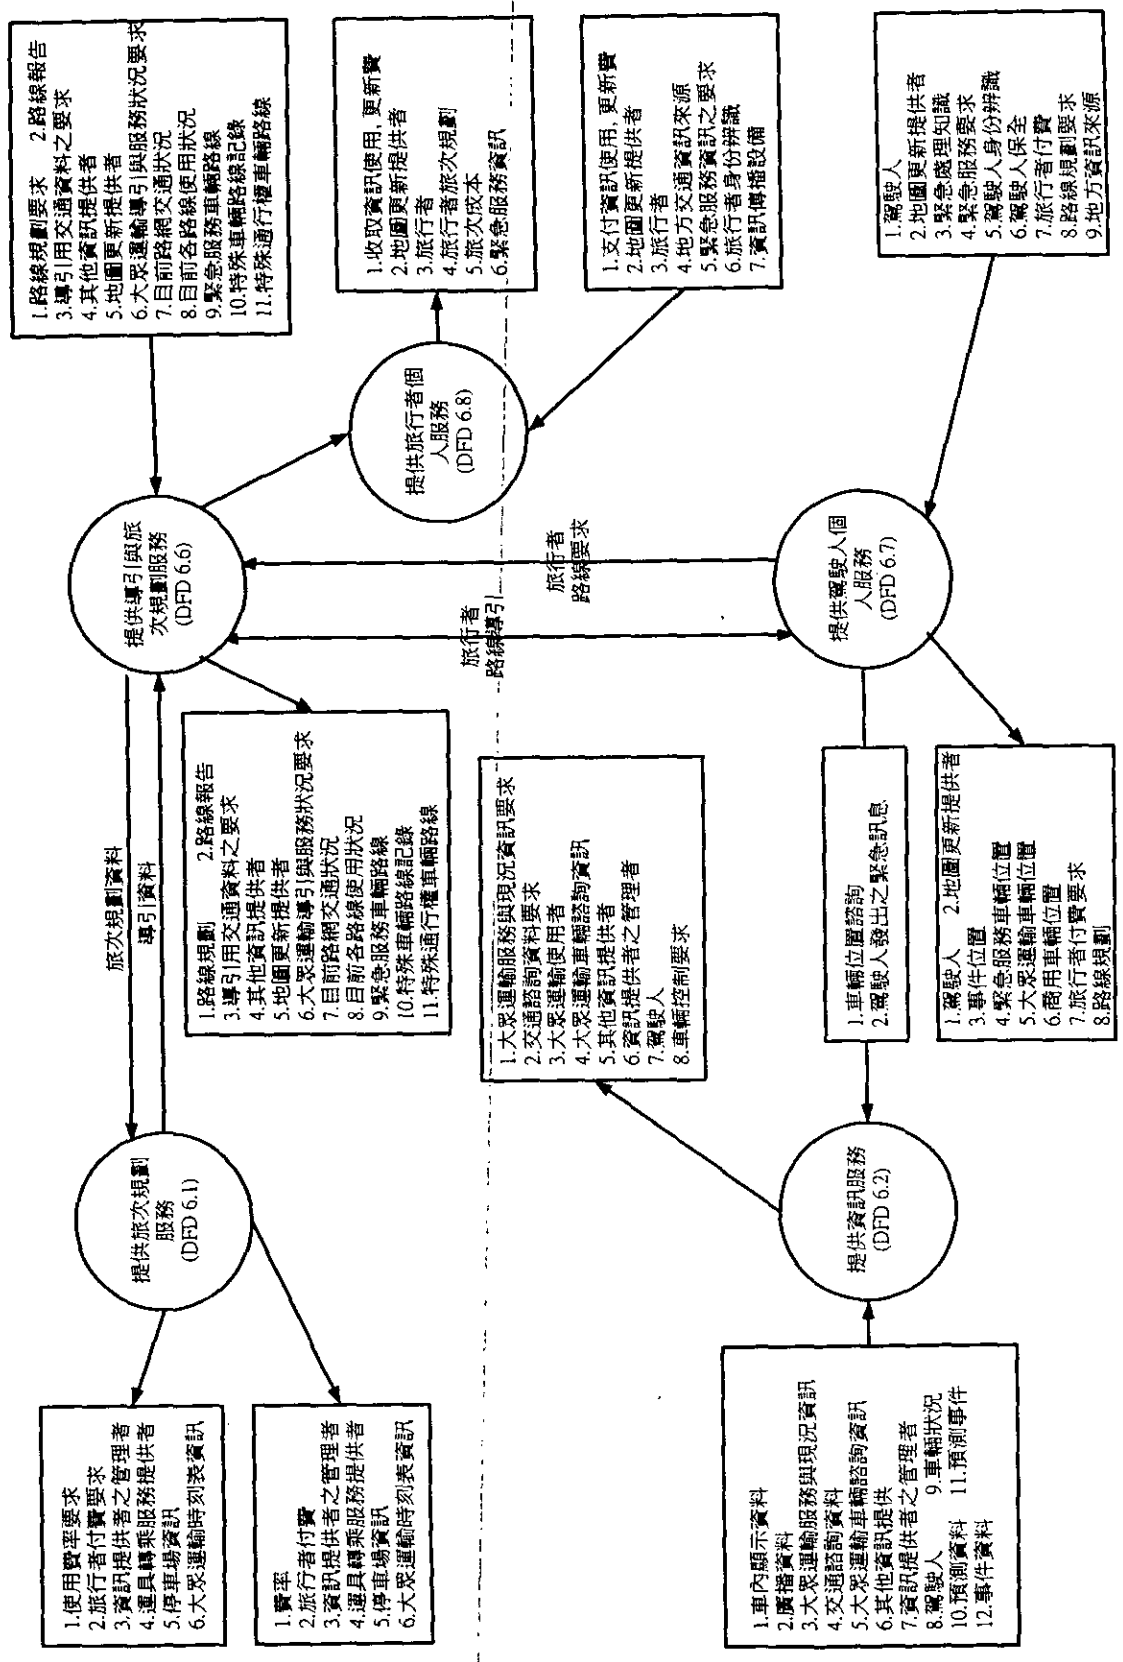 1.使用費率要求
2.旅行者付費要求
3.資訊提供者之管理者
4.運具轉乘服務提供者
5.停車場資訊
6.大眾運輸時刻表資訊
1.費率
2.旅行者付費
3.資訊提供者之管理者
4.運具轉乘服務提供者
5.停車場資訊
6.大眾運輸時刻表資訊
提供旅次規劃
服務
(DFD 6.1)
旅次規劃資料
導引資料
提供導引與旅
次規劃服務
(DFD 6.6)
1.路線規劃要求 2.路線報告
3.導引用交通資料之要求
4.其他資訊提供者
5.地圖更新提供者
6.大眾運輸導引與服務狀況要求
7.目前路網交通狀況
8.目前各路線使用狀況
9.緊急服務車輛路線
10.特殊車輛路線記錄
11.特殊通行權車輛路線
1.路線規劃 2.路線報告
3.導引用交通資料之要求
4.其他資訊提供者
5.地圖更新提供者
6.大眾運輸導引與服務狀況要求
7.目前路網交通狀況
8.目前各路線使用狀況
9.緊急服務車輛路線
10.特殊車輛路線記錄
11.特殊通行權車輛路線
提供旅行者個
人服務
(DFD 6.8)
1.收取資訊使用,更新費
2.地圖更新提供者
3.旅行者
4.旅行者旅次規劃
5.旅次成本
6.緊急服務資訊
1.支付資訊使用,更新費
2.地圖更新提供者
3.旅行者
4.地方交通資訊來源
5.緊急服務資訊之要求
6.旅行者身份辨識
7.資訊傳播設備
旅行者
路線導引
旅行者
路線要求
1.大眾運輸服務與現況資訊要求
2.交通諮詢資料要求
3.大眾運輸使用者
4.大眾運輸車輛諮詢資訊
5.其他資訊提供者
6.資訊提供者之管理者
7.駕駛人
8.車輛控制要求
1.車內顯示資料
2.廣播資料
3.大眾運輸服務與現況資訊
4.交通諮詢資料
5.大眾運輸車輛諮詢資訊
6.其他資訊提供
7.資訊提供者之管理者
8.駕駛人 9.車輛狀況
10.預測資料 11.預測事件
12.事件資料
提供資訊服務
(DFD 6.2)
1.車輛位置諮詢
2.駕駛人發出之緊急訊息
提供駕駛人個
人服務
(DFD 6.7)
1.駕駛人 2.地圖更新提供者
3.事件位置
4.緊急服務車輛位置
5.大眾運輸車輛位置
6.商用車輛位置
7.旅行者付費要求
8.路線規劃
1.駕駛人
2.地圖更新提供者
3.緊急處理知識
4.緊急服務要求
5.駕駛人身份辨識
6.駕駛人保全
7.旅行者付費
8.路線規劃要求
9.地方資訊來源